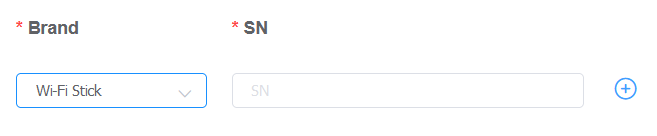 * Brand * SN
Wi-Fi Stick SN